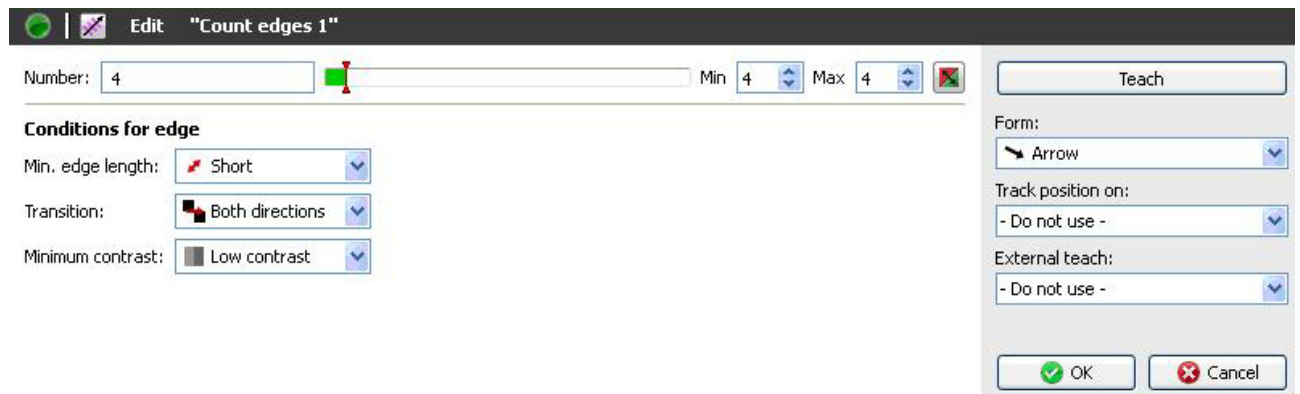 Edit "Count edges 1"
Number: 4 Min 4 Max 4
Conditions for edge
Min. edge length: Short
Transition: Both directions
Minimum contrast: Low contrast
Teach
Form:
Arrow
Track position on:
- Do not use -
External teach:
- Do not use -
OK Cancel